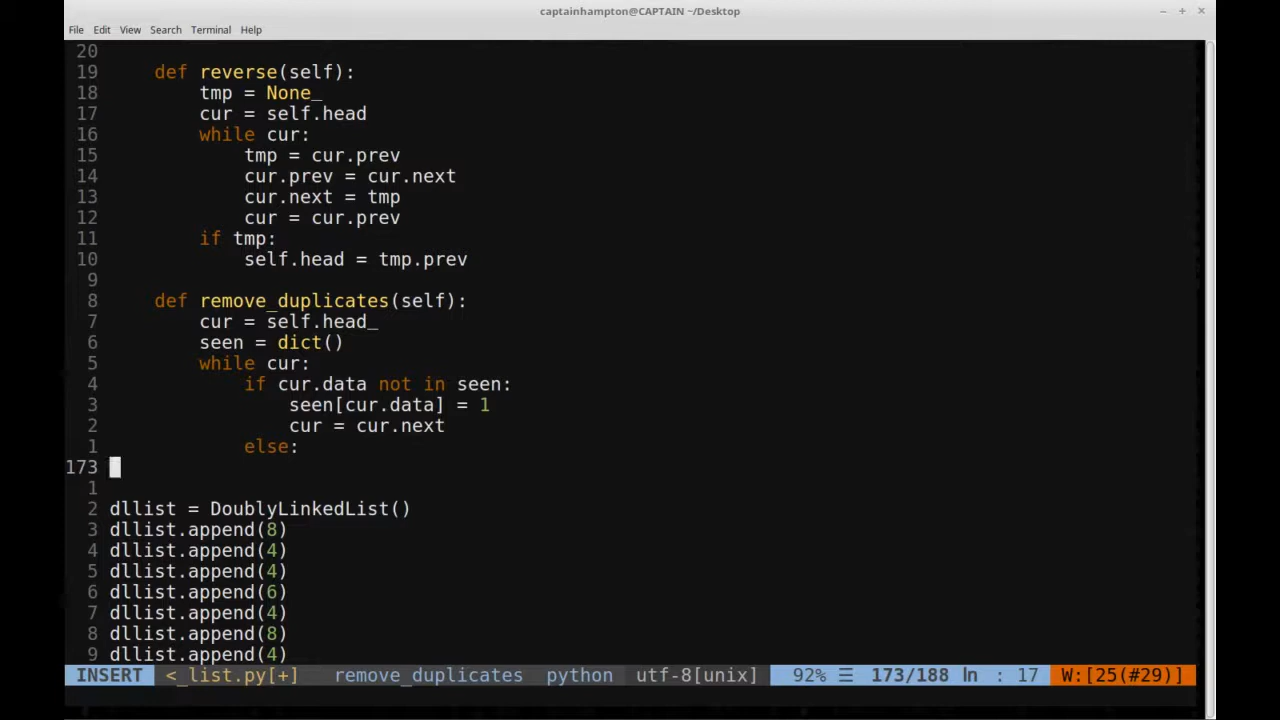 captainhampton@CAPTAIN ~/Desktop
File Edit View Search Terminal Help
20
19 def reverse(self):
18 tmp = None_
17 cur = self.head
16 while cur:
15 tmp = cur.prev
14 cur.prev = cur.next
13 cur.next = tmp
12 cur = cur.prev
11 if tmp:
10 self.head = tmp.prev
9
8 def remove_duplicates(self):
7 cur = self.head_
6 seen = dict()
5 while cur:
4 if cur.data not in seen:
3 seen[cur.data] = 1
2 cur = cur.next
1 else:
173
1
2 dllist = DoublyLinkedList()
3 dllist.append(8)
4 dllist.append(4)
5 dllist.append(4)
6 dllist.append(6)
7 dllist.append(4)
8 dllist.append(8)
9 dllist.append(4)
INSERT <_list.py[+] remove_duplicates python utf-8[unix] 92% ☰ 173/188 ln : 17 W:[25(#29)]